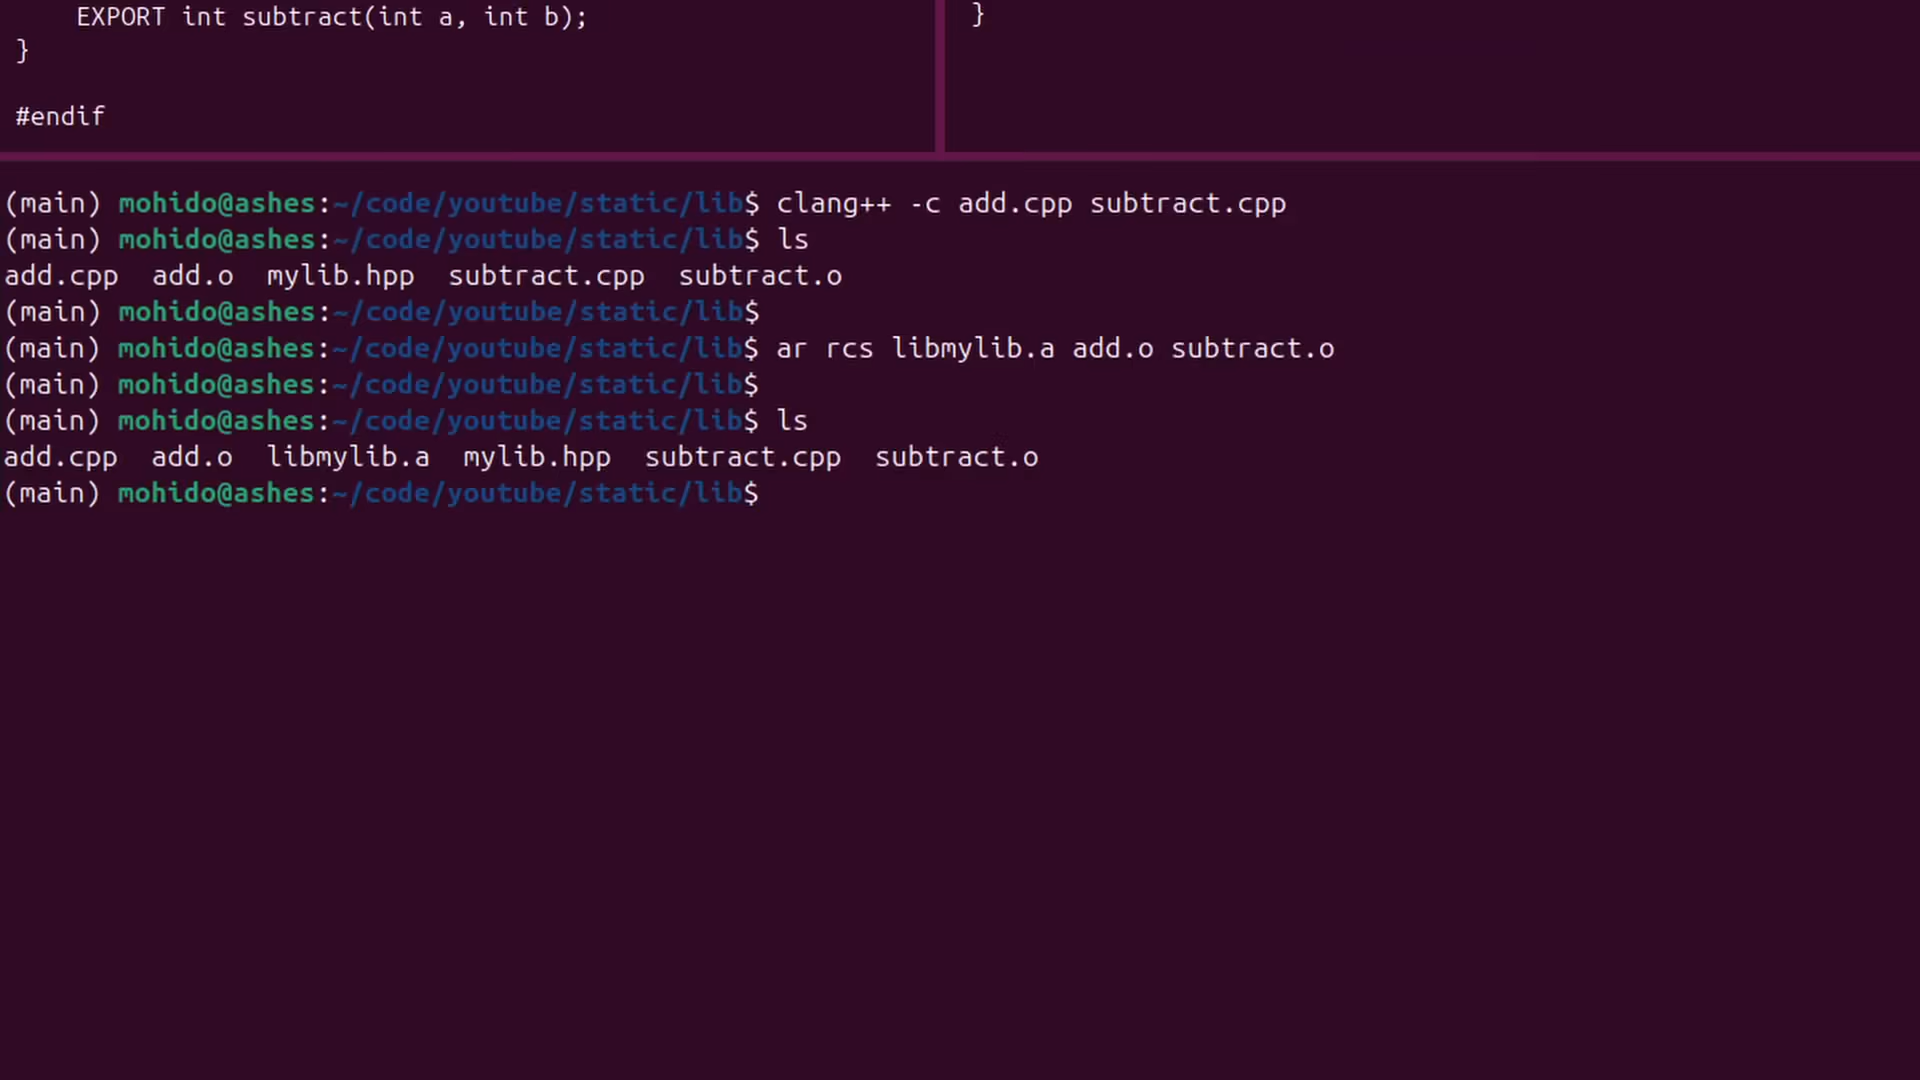 EXPORT int subtract(int a, int b);
}
#endif
}
(main) mohido@ashes:~/code/youtube/static/lib$ clang++ -c add.cpp subtract.cpp
(main) mohido@ashes:~/code/youtube/static/lib$ ls
add.cpp  add.o  mylib.hpp  subtract.cpp  subtract.o
(main) mohido@ashes:~/code/youtube/static/lib$
(main) mohido@ashes:~/code/youtube/static/lib$ ar rcs libmylib.a add.o subtract.o
(main) mohido@ashes:~/code/youtube/static/lib$
(main) mohido@ashes:~/code/youtube/static/lib$ ls
add.cpp  add.o  libmylib.a  mylib.hpp  subtract.cpp  subtract.o
(main) mohido@ashes:~/code/youtube/static/lib$